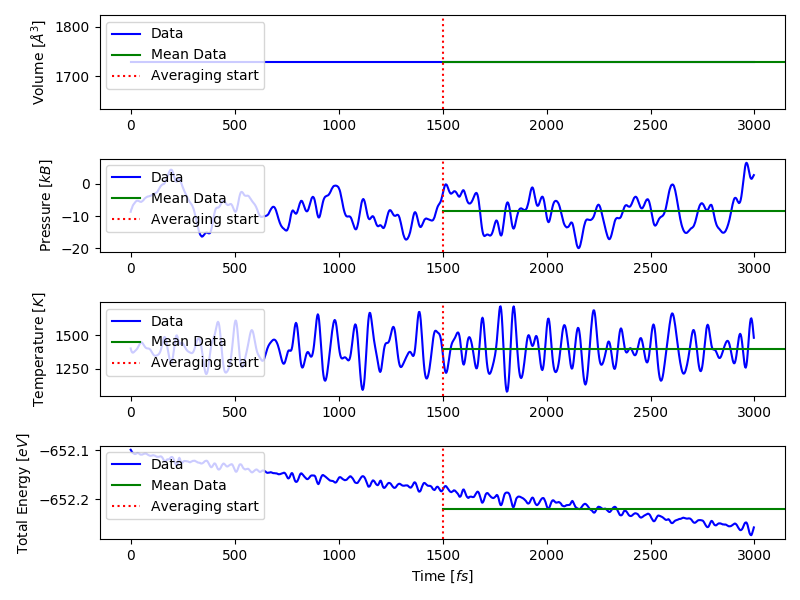 Volume [Å³]
1800
1700
Data
Mean Data
Averaging start
0 500 1000 1500 2000 2500 3000
Pressure [kB]
0
−10
−20
Data
Mean Data
Averaging start
0 500 1000 1500 2000 2500 3000
Temperature [K]
1500
1250
Data
Mean Data
Averaging start
0 500 1000 1500 2000 2500 3000
Total Energy [eV]
−652.1
−652.2
Data
Mean Data
Averaging start
0 500 1000 1500 2000 2500 3000
Time [fs]